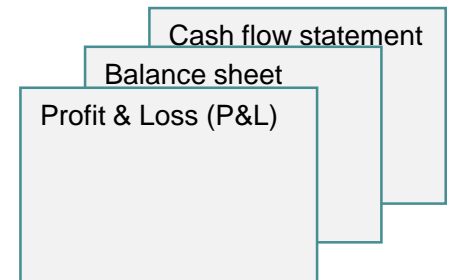 Cash flow statement
Balance sheet
Profit & Loss (P&L)